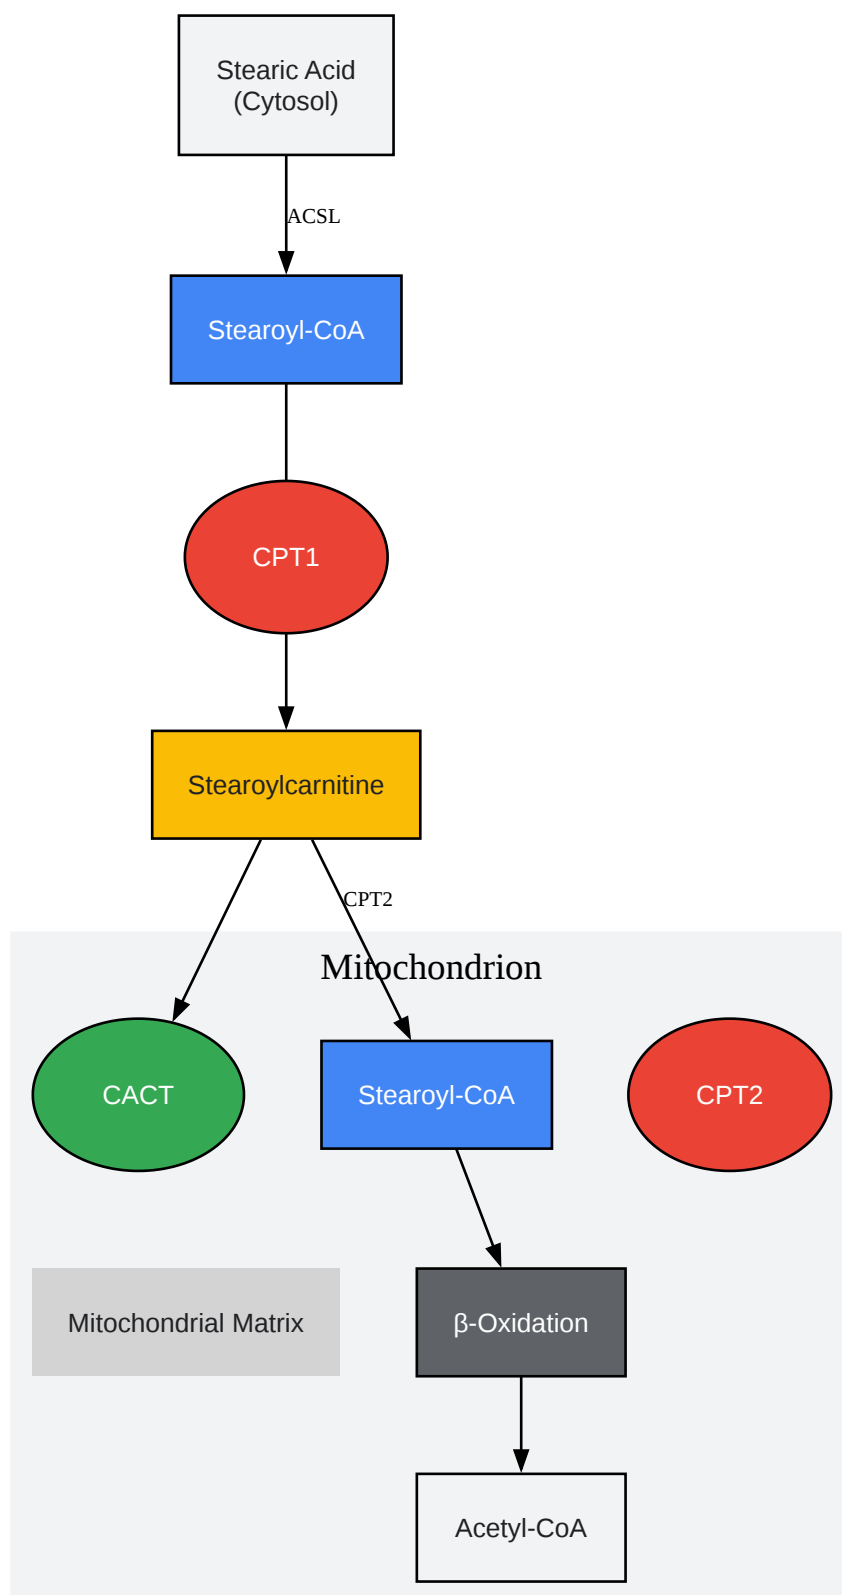 Stearic Acid
(Cytosol)
ACSL
Stearoyl-CoA
CPT1
Stearoylcarnitine
CPT2
Mitochondrion
CACT
Stearoyl-CoA
CPT2
Mitochondrial Matrix
β-Oxidation
Acetyl-CoA